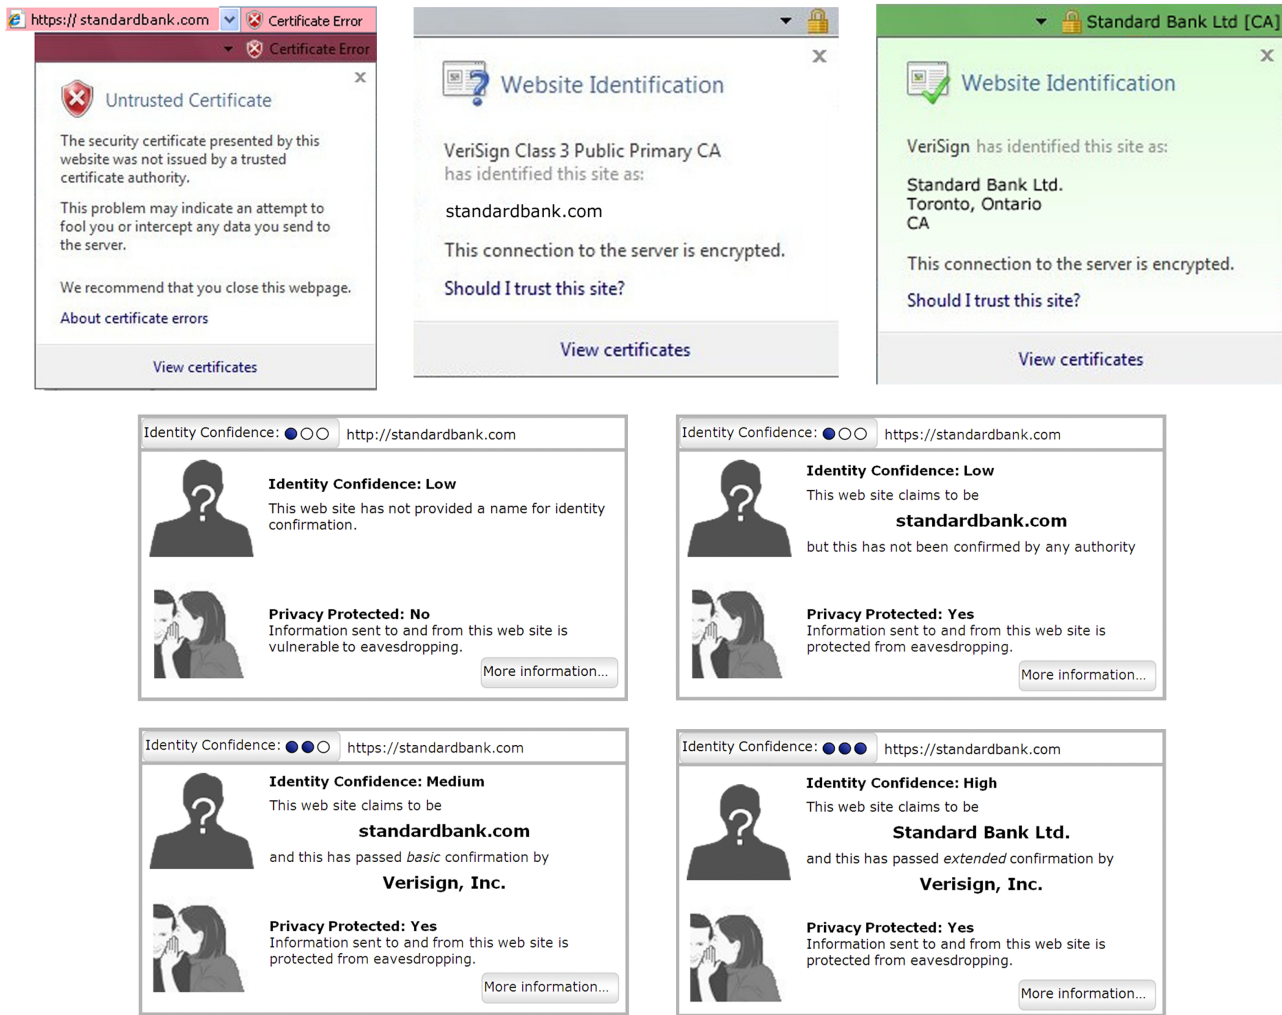 https://standardbank.com Certificate Error
Certificate Error
x
Untrusted Certificate
The security certificate presented by this
website was not issued by a trusted
certificate authority.
This problem may indicate an attempt to
fool you or intercept any data you send to
the server.
We recommend that you close this webpage.
About certificate errors
View certificates
x
Website Identification
VeriSign Class 3 Public Primary CA
has identified this site as:
standardbank.com
This connection to the server is encrypted.
Should I trust this site?
View certificates
Standard Bank Ltd [CA]
x
Website Identification
VeriSign has identified this site as:
Standard Bank Ltd.
Toronto, Ontario
CA
This connection to the server is encrypted.
Should I trust this site?
View certificates
Identity Confidence: http://standardbank.com
?
Identity Confidence: Low
This web site has not provided a name for identity
confirmation.
Privacy Protected: No
Information sent to and from this web site is
vulnerable to eavesdropping.
More information...
Identity Confidence: https://standardbank.com
?
Identity Confidence: Low
This web site claims to be
standardbank.com
but this has not been confirmed by any authority
Privacy Protected: Yes
Information sent to and from this web site is
protected from eavesdropping.
More information...
Identity Confidence: https://standardbank.com
?
Identity Confidence: Medium
This web site claims to be
standardbank.com
and this has passed basic confirmation by
Verisign, Inc.
Privacy Protected: Yes
Information sent to and from this web site is
protected from eavesdropping.
More information...
Identity Confidence: https://standardbank.com
?
Identity Confidence: High
This web site claims to be
Standard Bank Ltd.
and this has passed extended confirmation by
Verisign, Inc.
Privacy Protected: Yes
Information sent to and from this web site is
protected from eavesdropping.
More information...